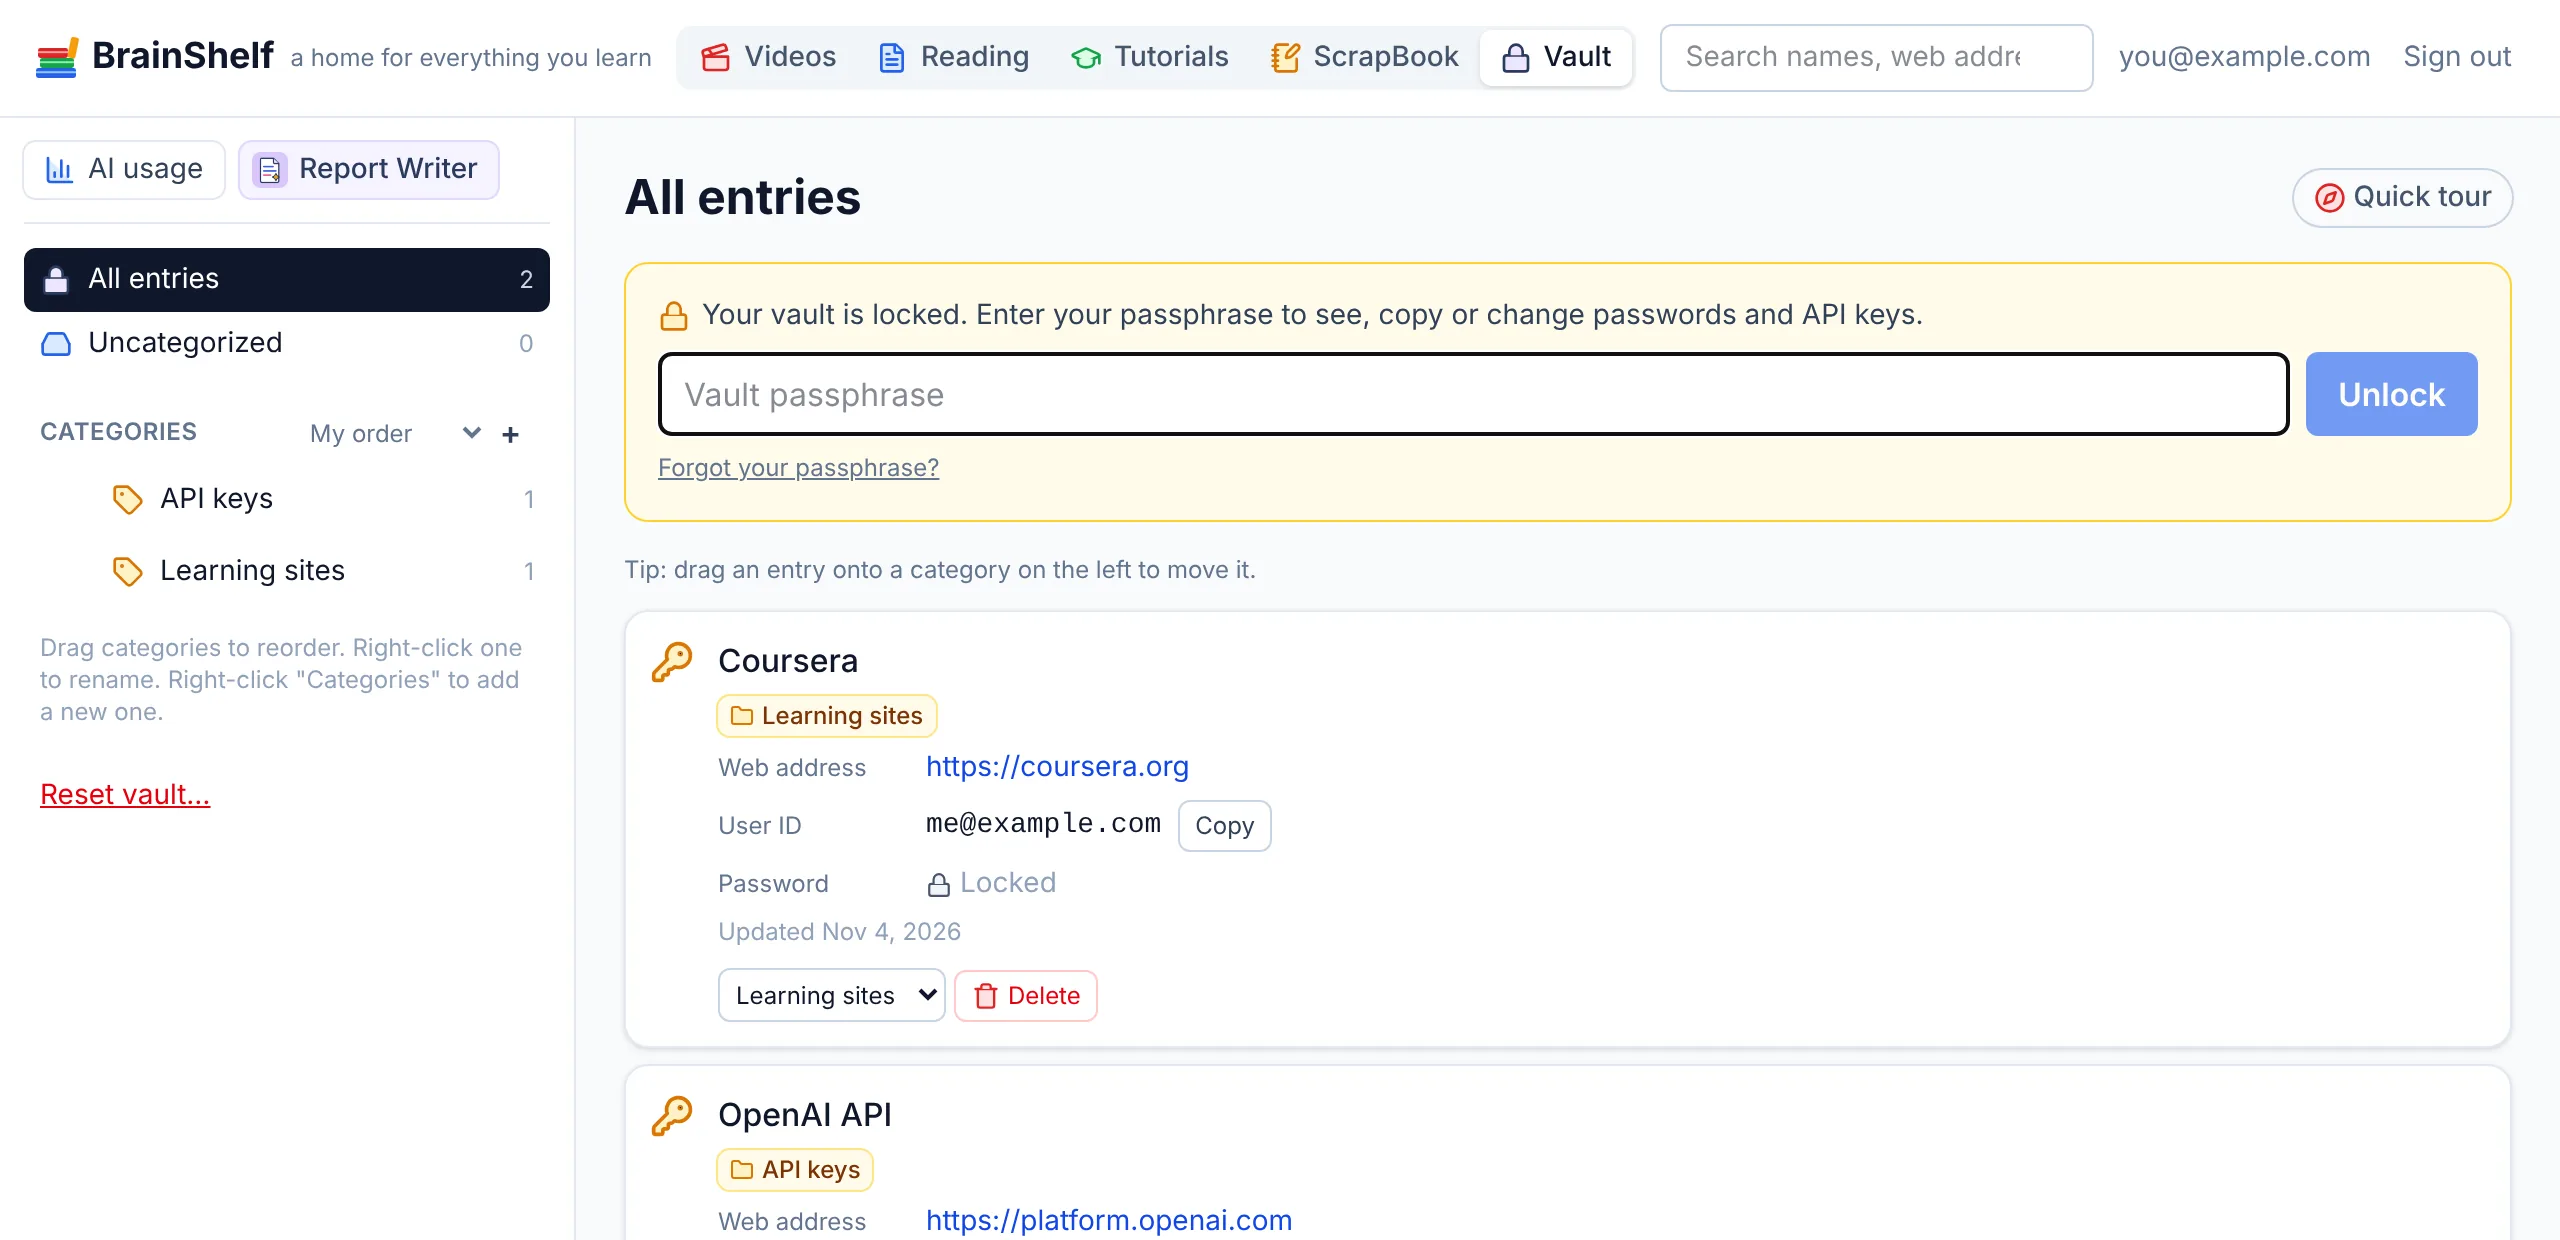 BrainShelf a home for everything you learn Videos Reading Tutorials ScrapBook Vault Search names, web addre you@example.com Sign out
AI usage Report Writer
All entries 2
Uncategorized 0
CATEGORIES My order +
API keys 1
Learning sites 1
Drag categories to reorder. Right-click one
to rename. Right-click "Categories" to add
a new one.
Reset vault...
All entries Quick tour
Your vault is locked. Enter your passphrase to see, copy or change passwords and API keys.
Vault passphrase Unlock
Forgot your passphrase?
Tip: drag an entry onto a category on the left to move it.
Coursera
Learning sites
Web address https://coursera.org
User ID me@example.com Copy
Password Locked
Updated Nov 4, 2026
Learning sites Delete
OpenAI API
API keys
Web address https://platform.openai.com